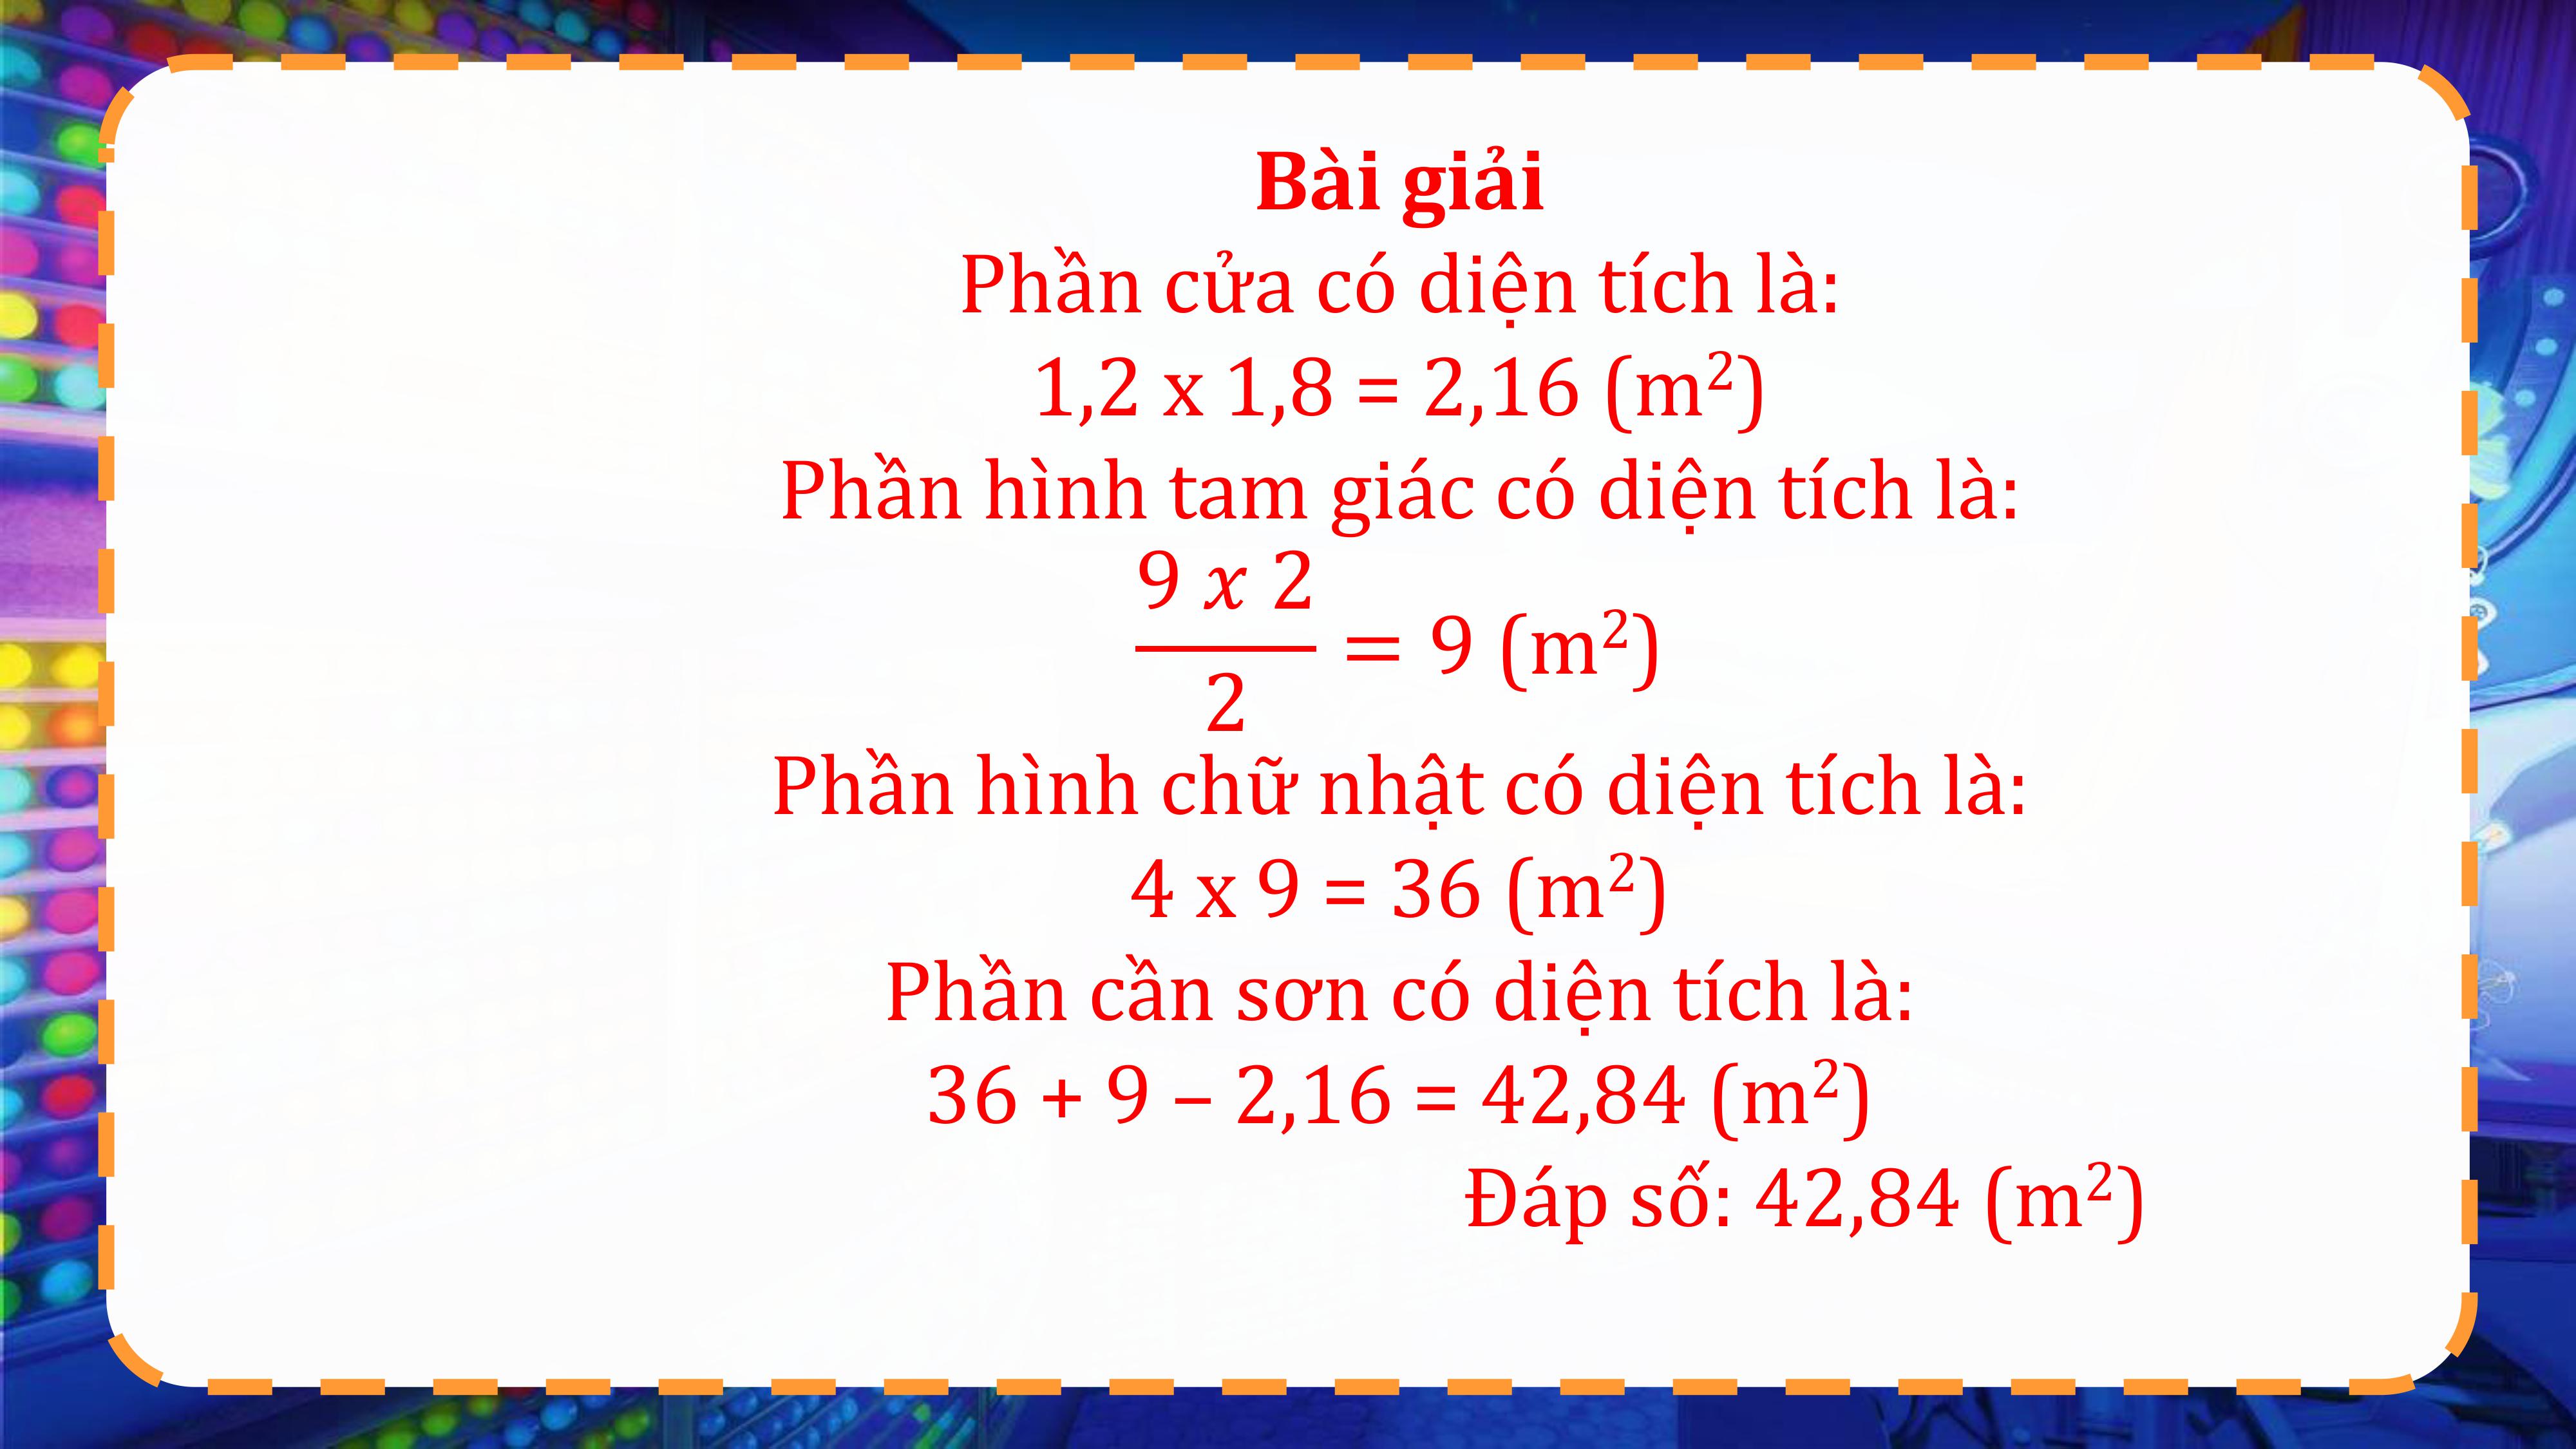 Bài giải
Phần cửa có diện tích là:
1,2 x 1,8 = 2,16 (m²)
Phần hình tam giác có diện tích là:
9 x 2
= 9 (m²)
2
Phần hình chữ nhật có diện tích là:
4 x 9 = 36 (m²)
Phần cần sơn có diện tích là:
36 + 9 – 2,16 = 42,84 (m²)
Đáp số: 42,84 (m²)